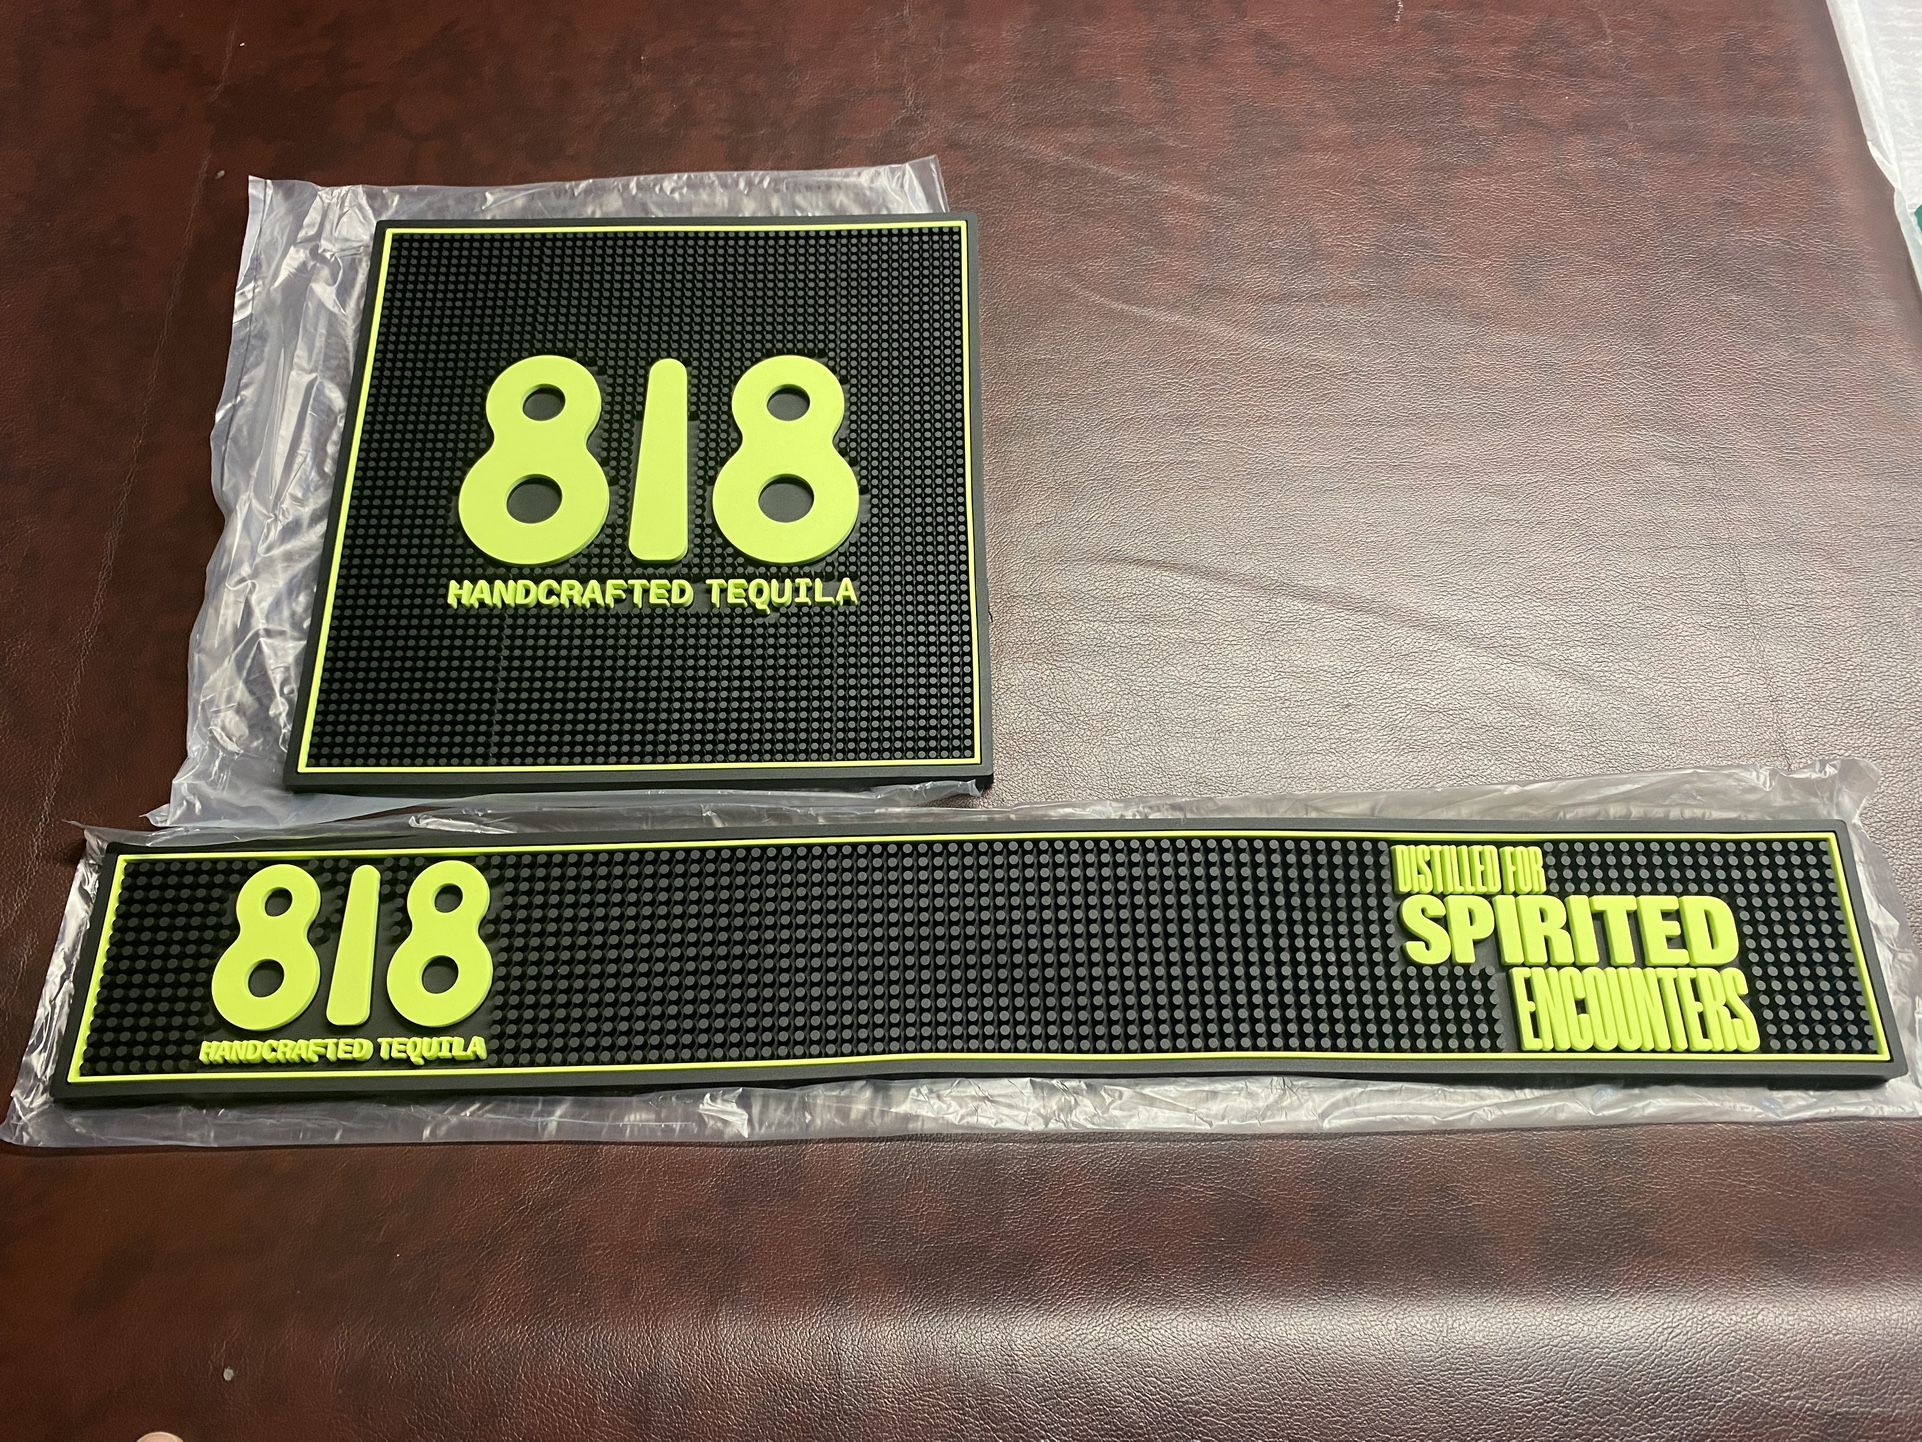 818
HANDCRAFTED TEQUILA
818
HANDCRAFTED TEQUILA
DISTILLED FOR
SPIRITED
ENCOUNTERS